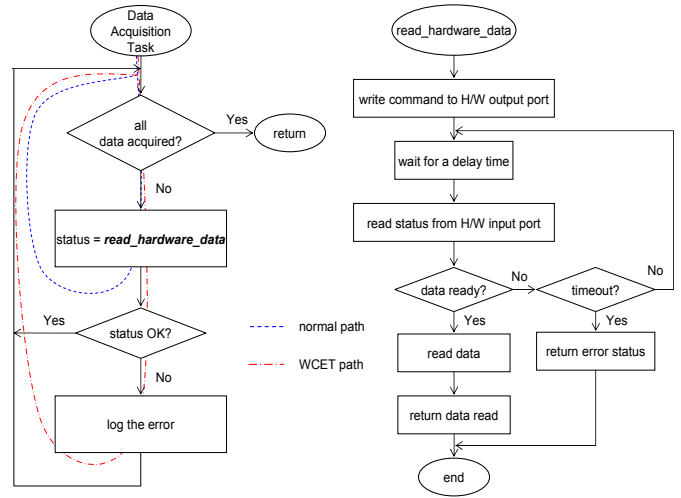 Data
Acquisition
Task
all
data acquired?
Yes
return
No
status = read_hardware_data
Yes
status OK?
No
log the error
normal path
WCET path
read_hardware_data
write command to H/W output port
wait for a delay time
read status from H/W input port
data ready?
No
timeout?
No
Yes
Yes
read data
return error status
return data read
end